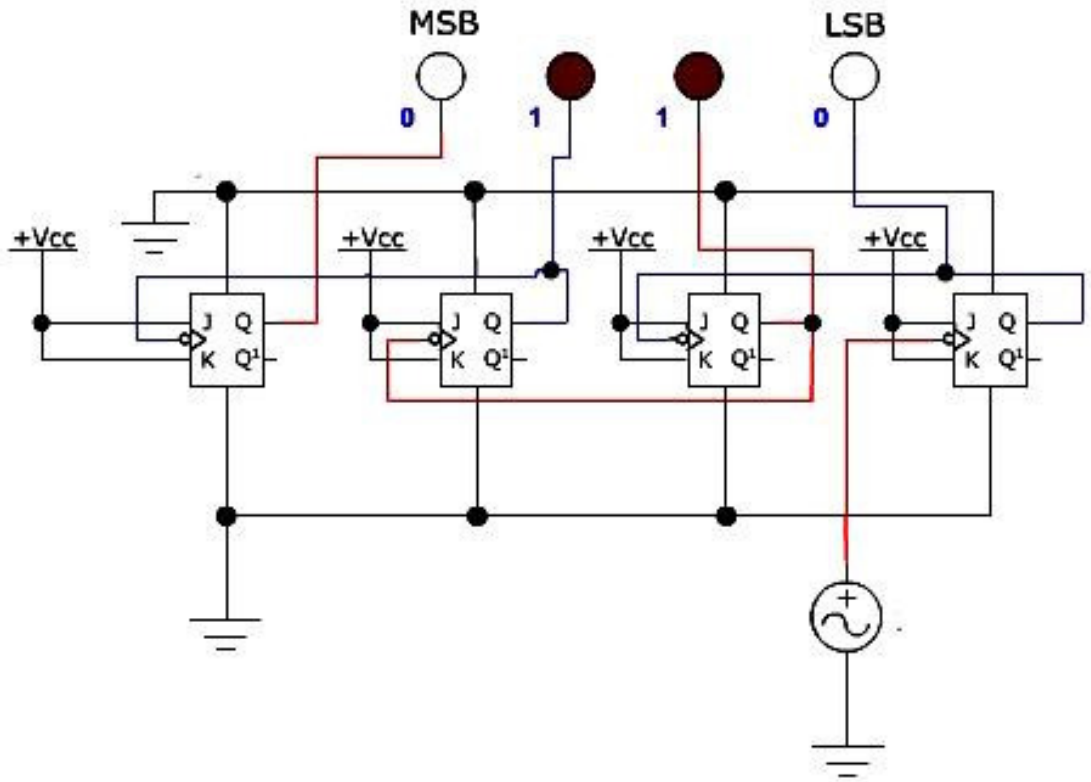 MSB LSB
0 1 1 0
+Vcc +Vcc +Vcc +Vcc
J Q J Q J Q J Q
K Q¹ K Q¹ K Q¹ K Q¹
+